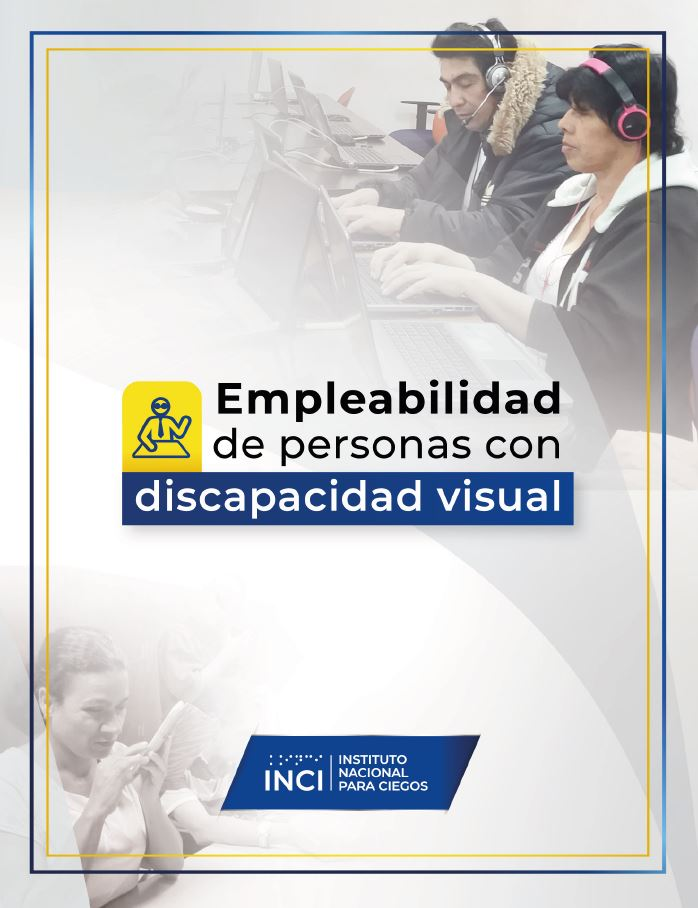 Empleabilidad
de personas con
discapacidad visual
INCI
INSTITUTO
NACIONAL
PARA CIEGOS